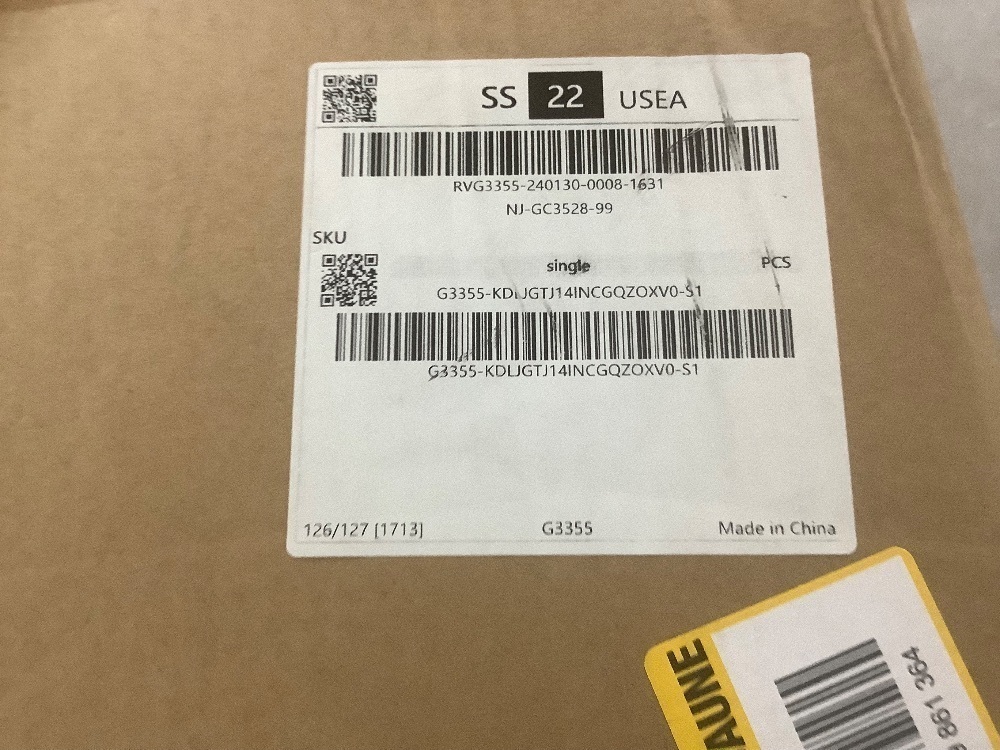 SS 22 USEA
RVG3355-240130-0008-1631
NJ-GC3528-99
SKU
single PCS
G3355-KDLJGTJ14INCGQZOXV0-S1
G3355-KDLJGTJ14INCGQZOXV0-S1
126/127 [1713] G3355 Made in China
AUNE
861 364